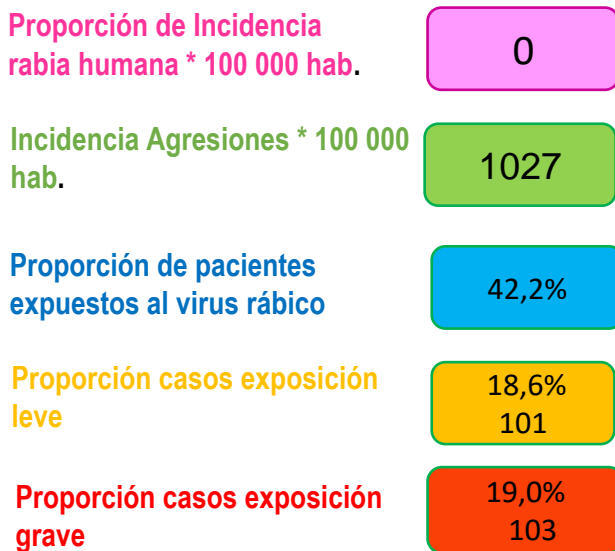 Proporción de Incidencia
rabia humana * 100 000 hab.
0
Incidencia Agresiones * 100 000
hab.
1027
Proporción de pacientes
expuestos al virus rábico
42,2%
Proporción casos exposición
leve
18,6%
101
Proporción casos exposición
grave
19,0%
103